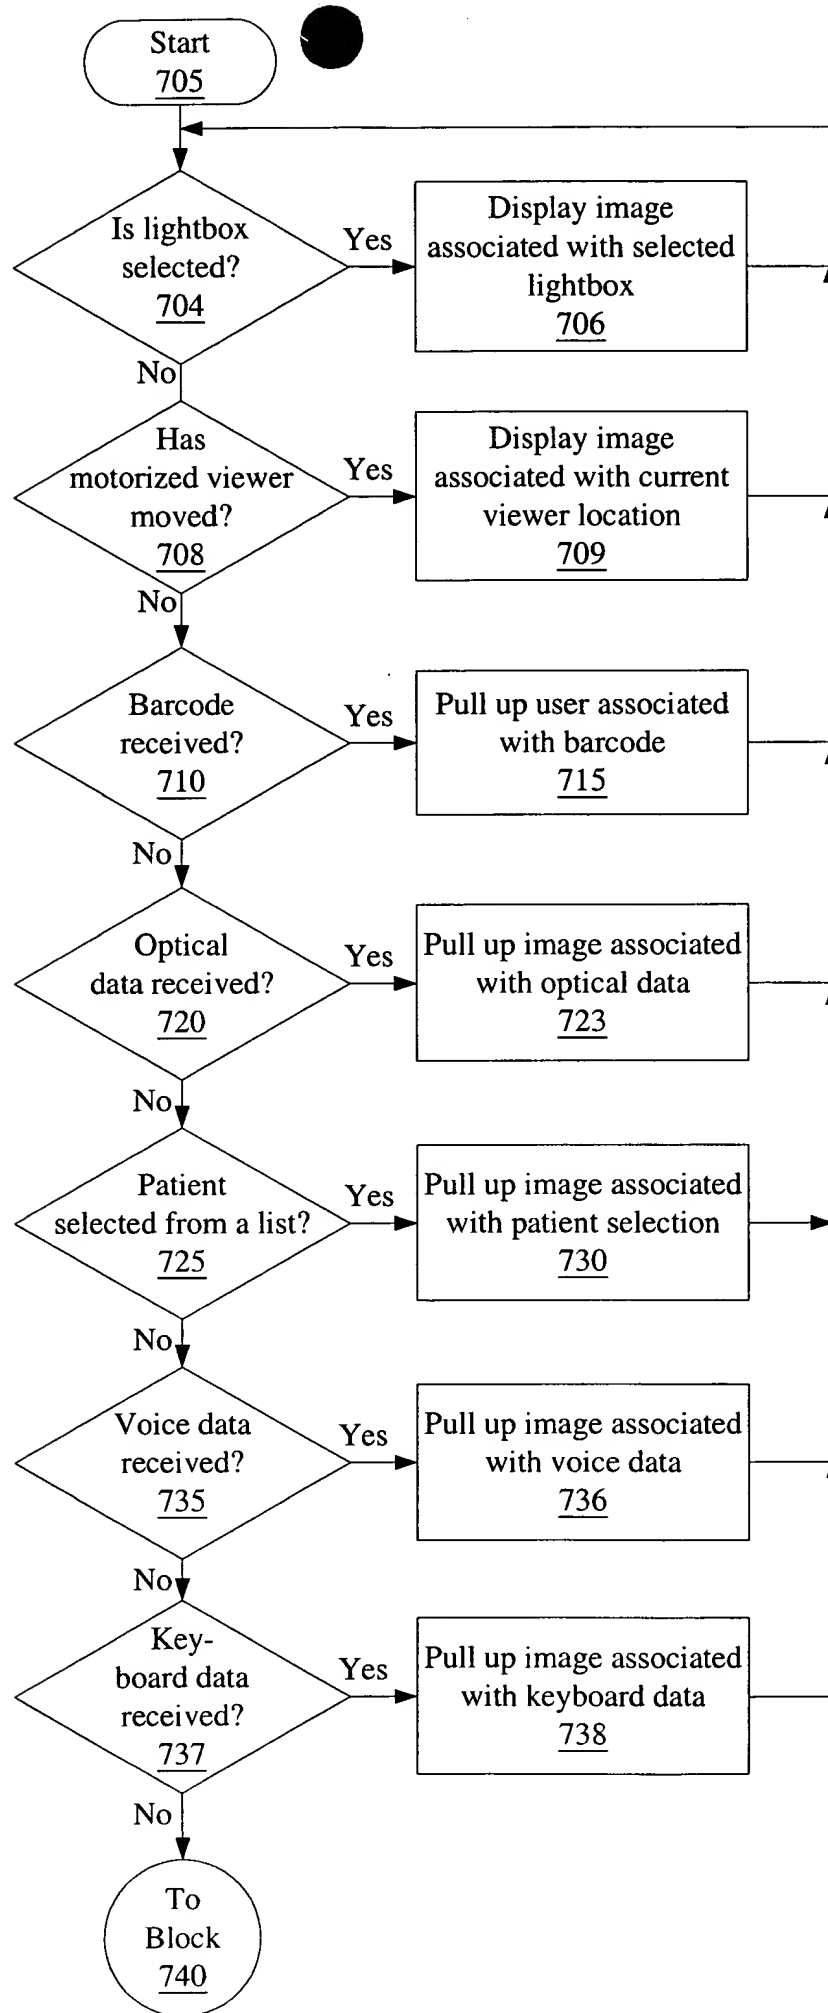 Start
705
Is lightbox
selected?
704
Yes
Display image
associated with selected
lightbox
706
No
Has
motorized viewer
moved?
708
Yes
Display image
associated with current
viewer location
709
No
Barcode
received?
710
Yes
Pull up user associated
with barcode
715
No
Optical
data received?
720
Yes
Pull up image associated
with optical data
723
No
Patient
selected from a list?
725
Yes
Pull up image associated
with patient selection
730
No
Voice data
received?
735
Yes
Pull up image associated
with voice data
736
No
Key-
board data
received?
737
Yes
Pull up image associated
with keyboard data
738
No
To
Block
740